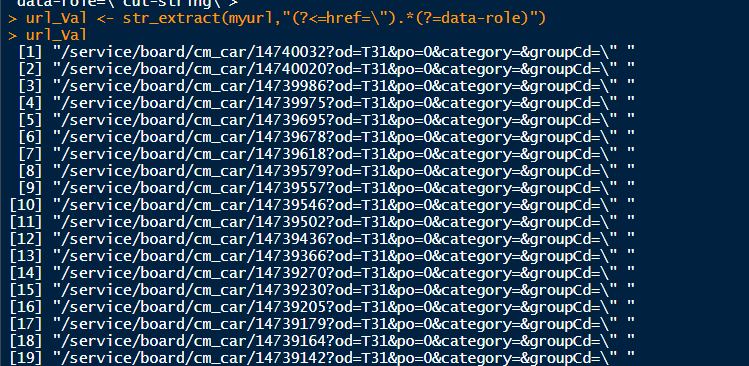 data-role=\"cut-string\">
> url_Val <- str_extract(myurl,"(?<=href=\").*(?=data-role)")
> url_Val
[1] "/service/board/cm_car/14740032?od=T31&po=0&category=&groupCd=\" "
[2] "/service/board/cm_car/14740020?od=T31&po=0&category=&groupCd=\" "
[3] "/service/board/cm_car/14739986?od=T31&po=0&category=&groupCd=\" "
[4] "/service/board/cm_car/14739975?od=T31&po=0&category=&groupCd=\" "
[5] "/service/board/cm_car/14739695?od=T31&po=0&category=&groupCd=\" "
[6] "/service/board/cm_car/14739678?od=T31&po=0&category=&groupCd=\" "
[7] "/service/board/cm_car/14739618?od=T31&po=0&category=&groupCd=\" "
[8] "/service/board/cm_car/14739579?od=T31&po=0&category=&groupCd=\" "
[9] "/service/board/cm_car/14739557?od=T31&po=0&category=&groupCd=\" "
[10] "/service/board/cm_car/14739546?od=T31&po=0&category=&groupCd=\" "
[11] "/service/board/cm_car/14739502?od=T31&po=0&category=&groupCd=\" "
[12] "/service/board/cm_car/14739436?od=T31&po=0&category=&groupCd=\" "
[13] "/service/board/cm_car/14739366?od=T31&po=0&category=&groupCd=\" "
[14] "/service/board/cm_car/14739270?od=T31&po=0&category=&groupCd=\" "
[15] "/service/board/cm_car/14739230?od=T31&po=0&category=&groupCd=\" "
[16] "/service/board/cm_car/14739205?od=T31&po=0&category=&groupCd=\" "
[17] "/service/board/cm_car/14739179?od=T31&po=0&category=&groupCd=\" "
[18] "/service/board/cm_car/14739164?od=T31&po=0&category=&groupCd=\" "
[19] "/service/board/cm_car/14739142?od=T31&po=0&category=&groupCd=\" "